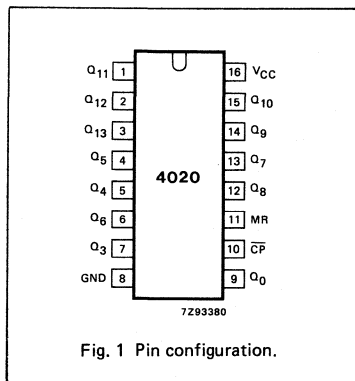 Q11 1 16 VCC
Q12 2 15 Q10
Q13 3 14 Q9
Q5 4 13 Q7
4020
Q4 5 12 Q8
Q6 6 11 MR
Q3 7 10 C̅P̅
GND 8 9 Q0
7Z93380
Fig. 1 Pin configuration.